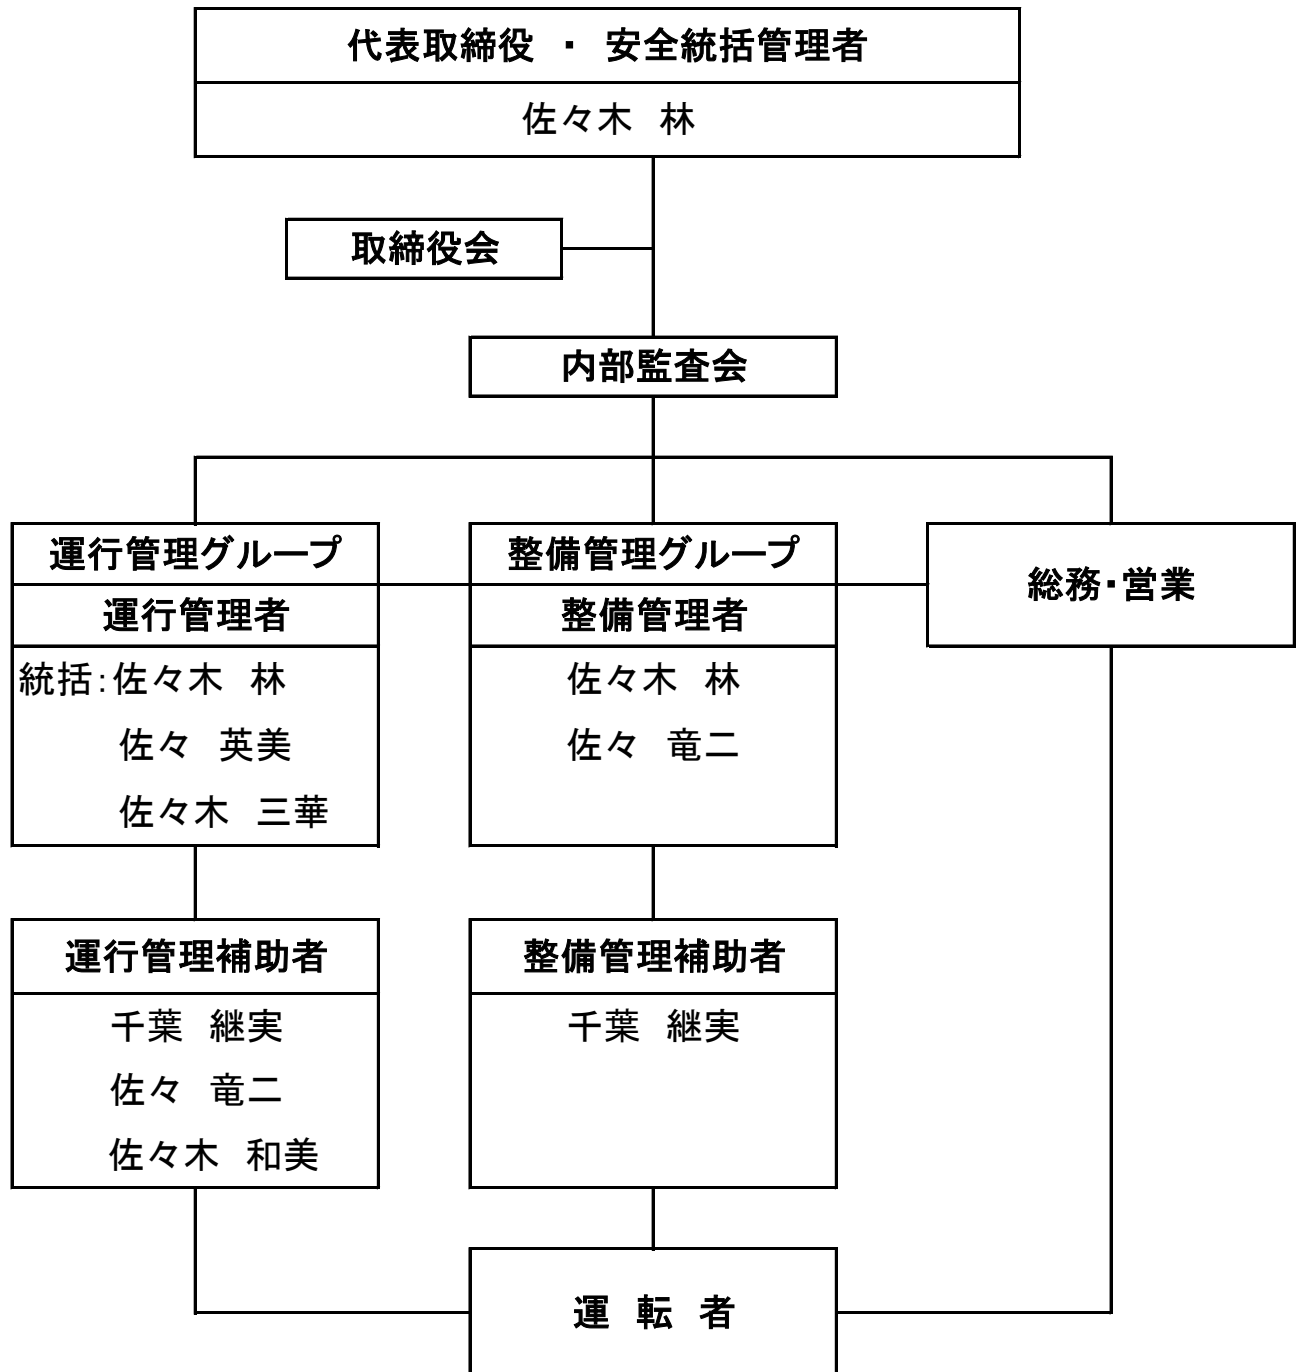 代表取締役 ・ 安全統括管理者
佐々木 林
取締役会
内部監査会
運行管理グループ
運行管理者
統括:佐々木 林
佐々 英美
佐々木 三華
整備管理グループ
整備管理者
佐々木 林
佐々 竜二
総務・営業
運行管理補助者
千葉 継実
佐々 竜二
佐々木 和美
整備管理補助者
千葉 継実
運 転 者